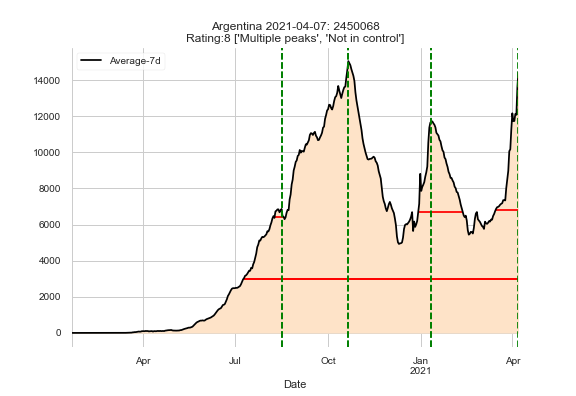 Argentina 2021-04-07: 2450068
Rating:8 ['Multiple peaks', 'Not in control']
Average-7d
14000
12000
10000
8000
6000
4000
2000
0
Apr
Jul
Oct
Jan
2021
Apr
Date